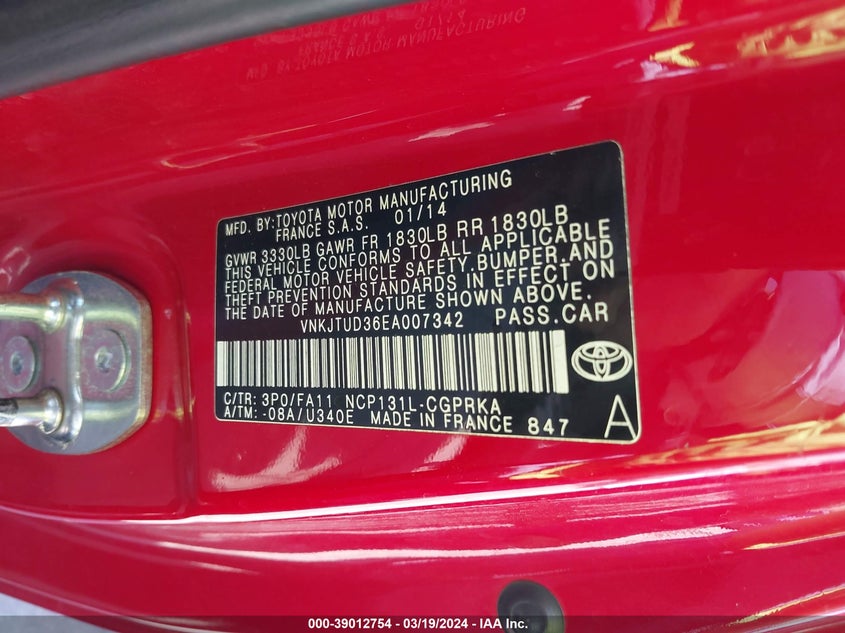 MFD. BY:TOYOTA MOTOR MANUFACTURING
FRANCE S.A.S. 01/14
GVWR 3330LB GAWR FR 1830LB RR 1830LB
THIS VEHICLE CONFORMS TO ALL APPLICABLE
FEDERAL MOTOR VEHICLE SAFETY,BUMPER,AND
THEFT PREVENTION STANDARDS IN EFFECT ON
THE DATE OF MANUFACTURE SHOWN ABOVE.
VNKJTUD36EA007342 PASS.CAR
C/TR: 3P0/FA11 NCP131L-CGPRKA
A/TM: -08A/U340E MADE IN FRANCE 847
A
000-39012754 - 03/19/2024 - IAA Inc.